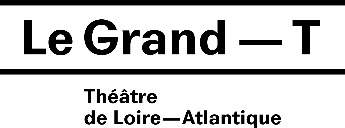 Le Grand — T
Théâtre
de Loire—Atlantique